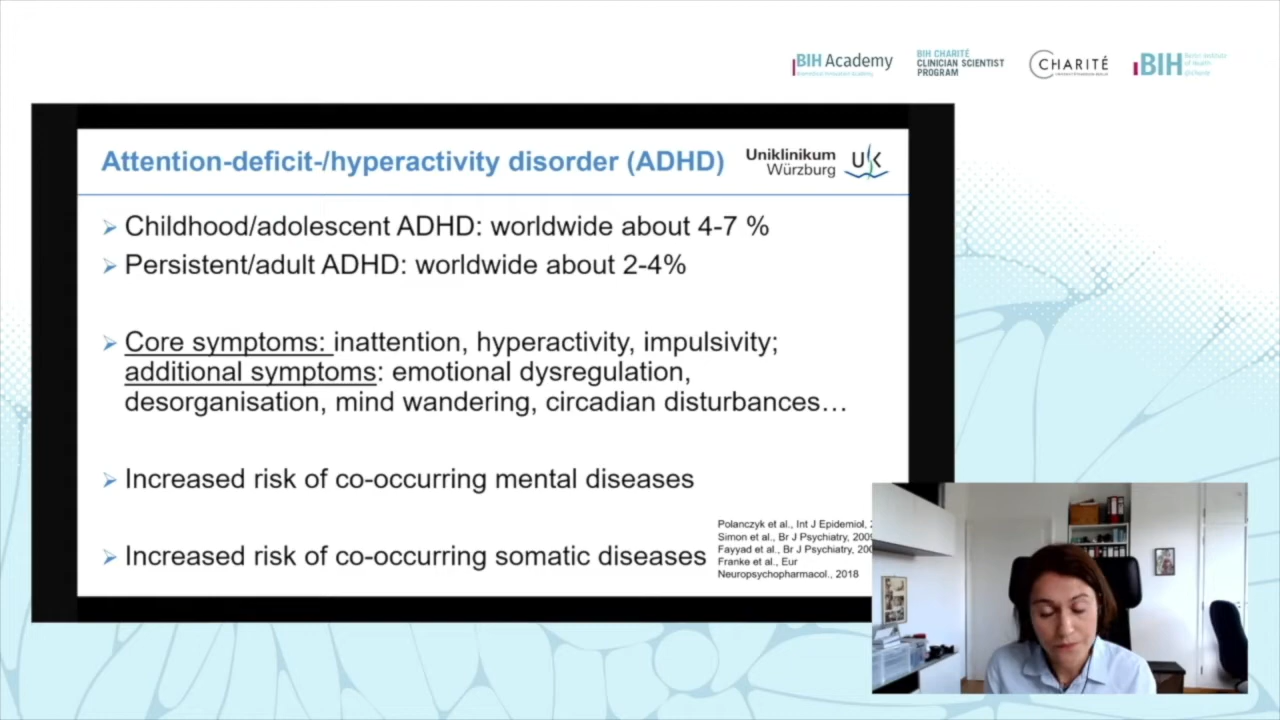 BIH Academy
BIH CHARITÉ
CLINICIAN SCIENTIST
PROGRAM
CHARITÉ
BIH
Attention-deficit-/hyperactivity disorder (ADHD)
Uniklinikum
Würzburg
UK
➢ Childhood/adolescent ADHD: worldwide about 4-7 %
➢ Persistent/adult ADHD: worldwide about 2-4%
➢ Core symptoms: inattention, hyperactivity, impulsivity;
additional symptoms: emotional dysregulation,
desorganisation, mind wandering, circadian disturbances…
➢ Increased risk of co-occurring mental diseases
➢ Increased risk of co-occurring somatic diseases
Polanczyk et al., Int J Epidemiol,
Simon et al., Br J Psychiatry, 2009
Fayyad et al., Br J Psychiatry,
Franke et al., Eur
Neuropsychopharmacol., 2018